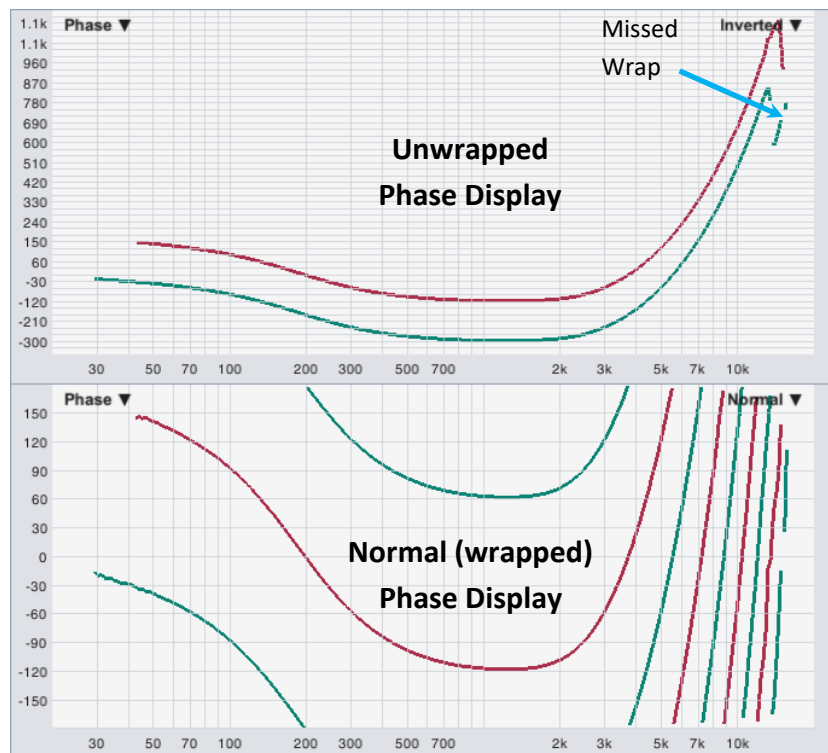 Phase ▼
Inverted ▼
Missed
Wrap
Unwrapped
Phase Display
1.1k
1.1k
960
870
780
690
600
510
420
330
240
150
60
-30
-120
-210
-300
30 50 70 100 200 300 500 700 2k 3k 5k 7k 10k
Phase ▼
Normal ▼
Normal (wrapped)
Phase Display
150
120
90
60
30
0
-30
-60
-90
-120
-150
30 50 70 100 200 300 500 700 2k 3k 5k 7k 10k